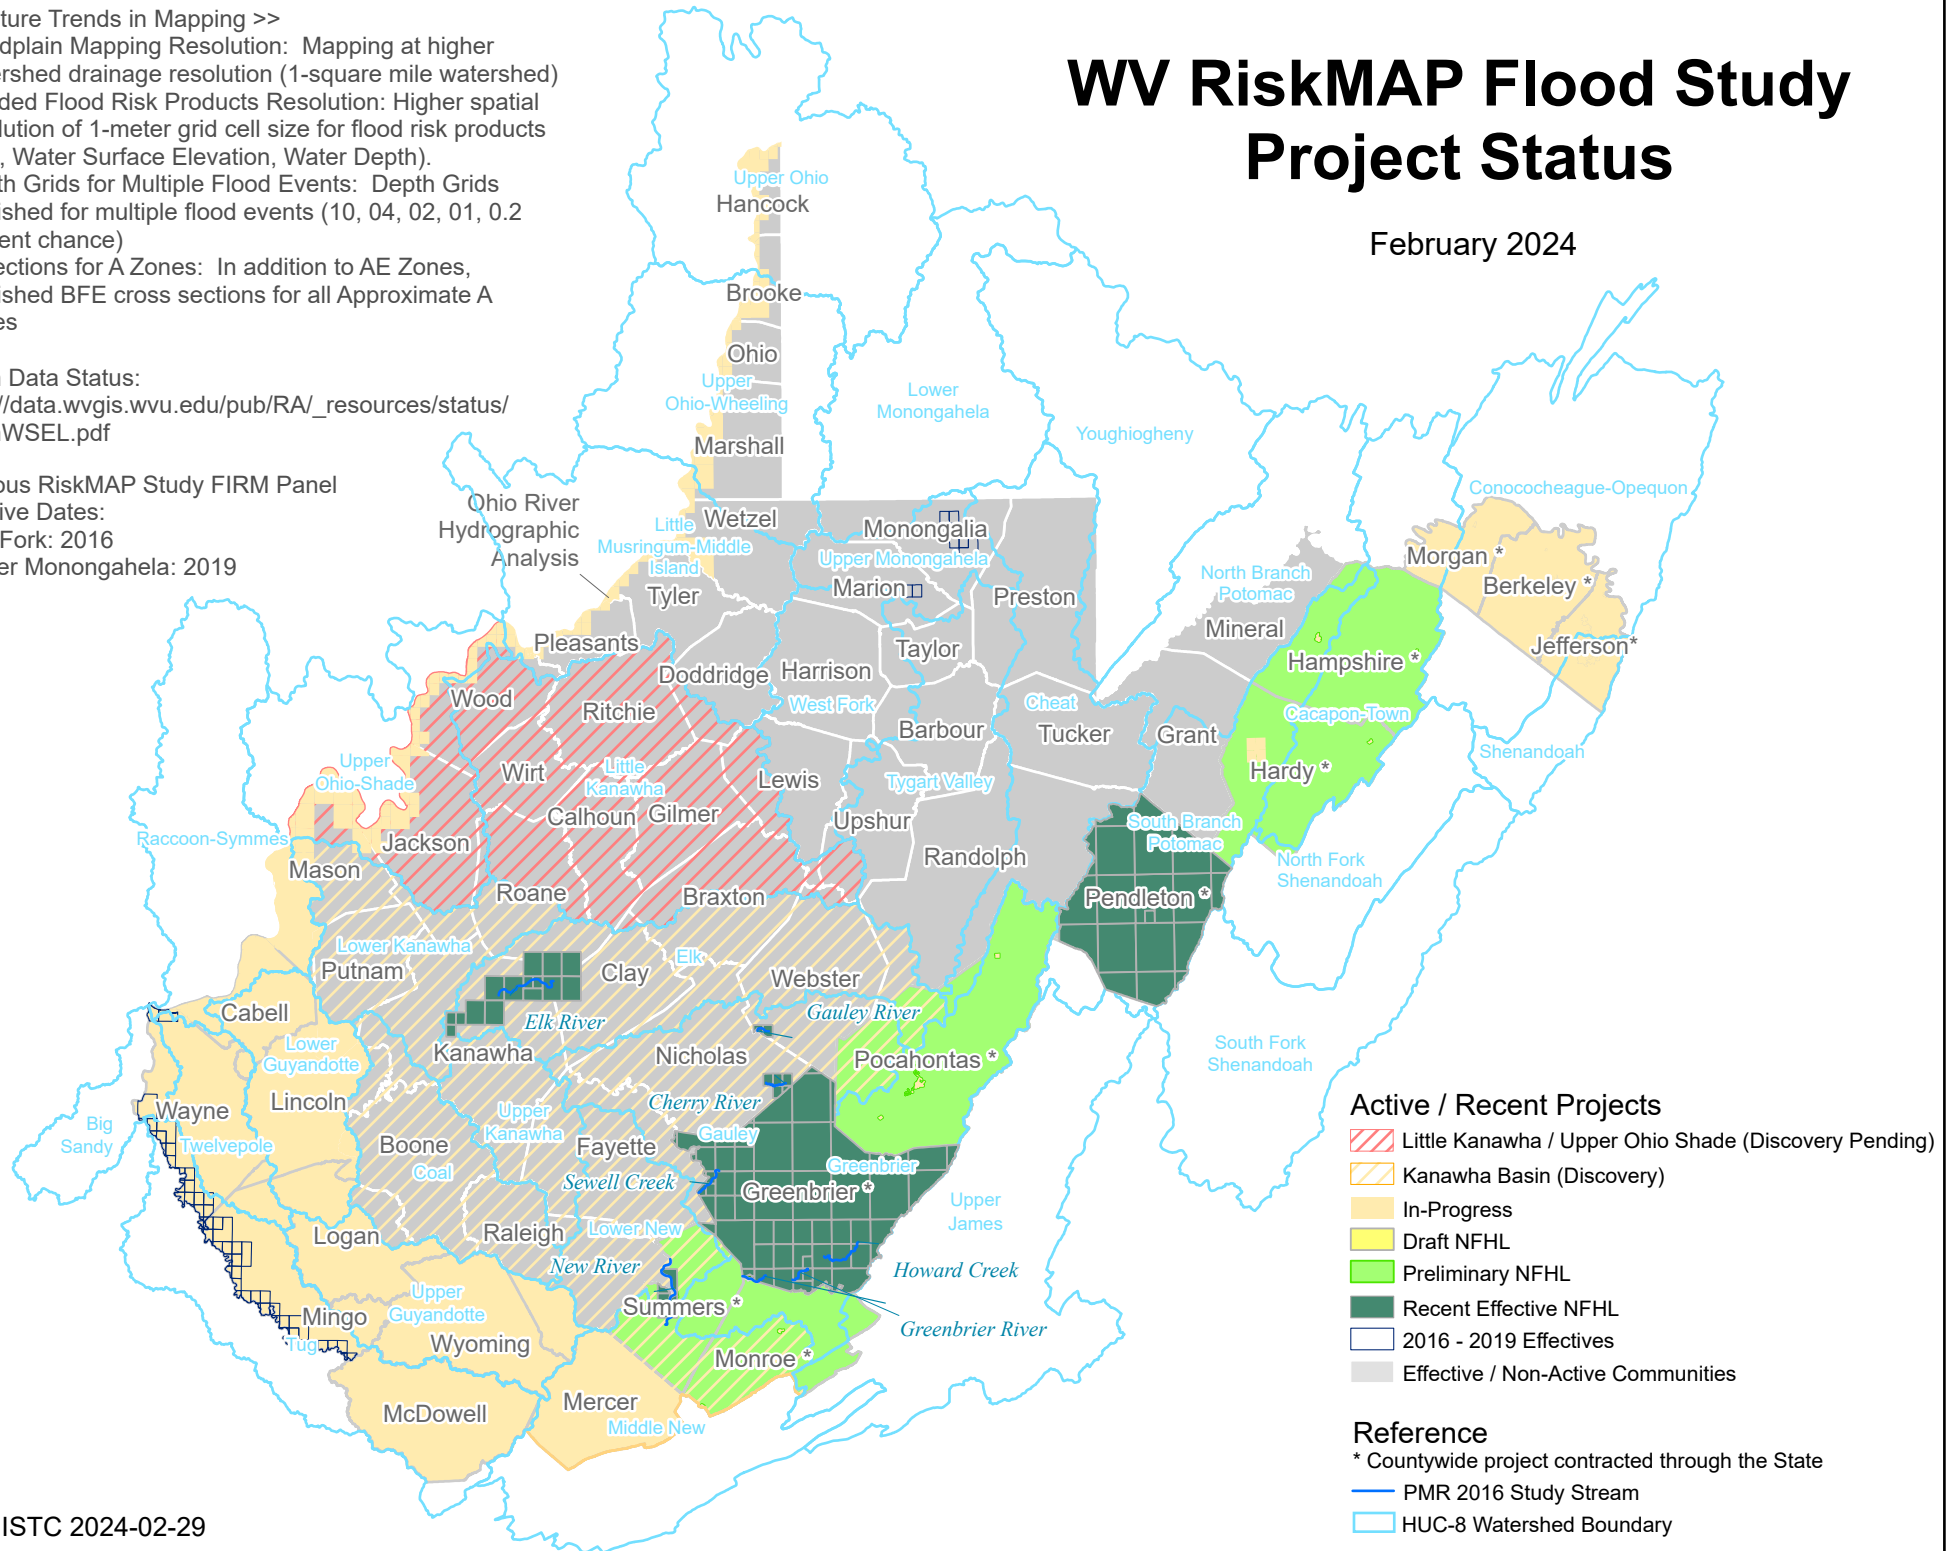 ture Trends in Mapping >>
dplain Mapping Resolution: Mapping at higher
ershed drainage resolution (1-square mile watershed)
ded Flood Risk Products Resolution: Higher spatial
lution of 1-meter grid cell size for flood risk products
, Water Surface Elevation, Water Depth).
th Grids for Multiple Flood Events: Depth Grids
ished for multiple flood events (10, 04, 02, 01, 0.2
ent chance)
ections for A Zones: In addition to AE Zones,
ished BFE cross sections for all Approximate A
es
Data Status:
//data.wvgis.wvu.edu/pub/RA/_resources/status/
WSEL.pdf
ous RiskMAP Study FIRM Panel
ive Dates:
Fork: 2016
er Monongahela: 2019
WV RiskMAP Flood Study
Project Status
February 2024
Upper Ohio
Hancock
Brooke
Ohio
Upper
Ohio-Wheeling
Marshall
Lower
Monongahela
Youghiogheny
Conococheague-Opequon
Ohio River
Hydrographic
Analysis
Wetzel
Little
Musringum-Middle
Island
Tyler
Monongalia
Upper Monongahela
Marion
Preston
North Branch
Potomac
Mineral
Morgan *
Berkeley *
Jefferson*
Pleasants
Doddridge
Harrison
Taylor
Hampshire *
Wood
Ritchie
West Fork
Barbour
Cheat
Tucker
Grant
Cacapon-Town
Shenandoah
Upper
Ohio-Shade
Wirt
Little
Kanawha
Lewis
Tygart Valley
Hardy *
Calhoun
Gilmer
Upshur
South Branch
Potomac
Raccoon-Symmes
Jackson
Mason
Randolph
North Fork
Shenandoah
Roane
Braxton
Pendleton *
Lower Kanawha
Putnam
Clay
Elk
Webster
Cabell
Elk River
Gauley River
Lower
Guyandotte
Kanawha
Nicholas
Pocahontas *
South Fork
Shenandoah
Big
Sandy
Wayne
Lincoln
Cherry River
Twelvepole
Upper
Kanawha
Gauley
Boone
Coal
Fayette
Greenbrier
Sewell Creek
Greenbrier *
Upper
James
Logan
Raleigh
Lower New
New River
Howard Creek
Upper
Guyandotte
Mingo
Tug
Wyoming
Summers *
Greenbrier River
Monroe *
McDowell
Mercer
Middle New
Active / Recent Projects
Little Kanawha / Upper Ohio Shade (Discovery Pending)
Kanawha Basin (Discovery)
In-Progress
Draft NFHL
Preliminary NFHL
Recent Effective NFHL
2016 - 2019 Effectives
Effective / Non-Active Communities
Reference
* Countywide project contracted through the State
PMR 2016 Study Stream
HUC-8 Watershed Boundary
ISTC 2024-02-29